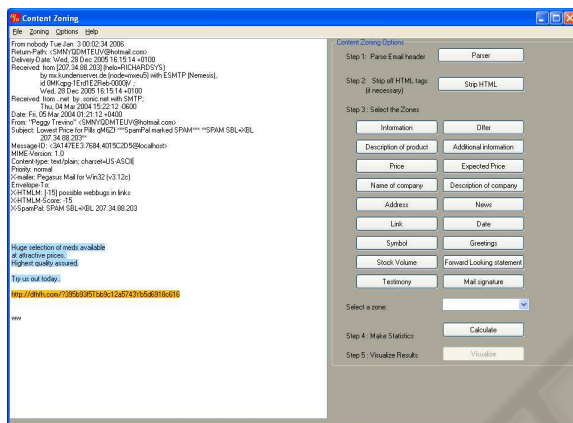 Content Zoning
File Zoning Options Help
From nobody Tue Jan 3 00:02:34 2006
Return-Path: <SMNYQDMTEUV@hotmail.com>
Delivery-Date: Wed, 28 Dec 2005 16:15:14 +0100
Received: from [207.34.88.203] (helo=RICHARDSYS)
by mx.kundenserver.de (node=mxeu5) with ESMTP (Nemesis),
id 0MKqpg-1Erd1E2Reb-0000jV ;
Wed, 28 Dec 2005 16:15:14 +0100
Received: from .net by .sonic.net with SMTP;
Thu, 04 Mar 2004 15:22:12 -0600
Date: Fri, 05 Mar 2004 01:21:12 +0400
From: "Peggy Trevino" <SMNYQDMTEUV@hotmail.com>
Subject: Lowest Price for Pills qM6Zf ***SpamPal marked SPAM*** **SPAM SBL+XBL
207.34.88.203**
Message-ID: <3A147EE3.7684.4015C2D5@localhost>
MIME-Version: 1.0
Content-type: text/plain; charset=US-ASCII
Priority: normal
X-mailer: Pegasus Mail for Win32 (v3.12c)
Envelope-To:
X-HTMLM: [-15] possible webbugs in links
X-HTMLM-Score: -15
X-SpamPal: SPAM SBL+XBL 207.34.88.203
Huge selection of meds available
at attractive prices.
Highest quality assured.
Try us out today.
http://dfhfh.com/?395b93f5Tbb9c12a5743Yb5d6918c616
Content Zoning Options
Step 1: Parse Email header
Parser
Step 2: Strip off HTML tags
(it necessary)
Strip HTML
Step 3 : Select the Zones
Information Offer
Description of product Additional information
Price Expected Price
Name of company Description of company
Address News
Link Date
Symbol Greetings
Stock Volume Forward Looking statement
Testimony Mail signature
Select a zone:
Step 4 : Make Statistics
Calculate
Step 5 : Visualize Results
Visualize